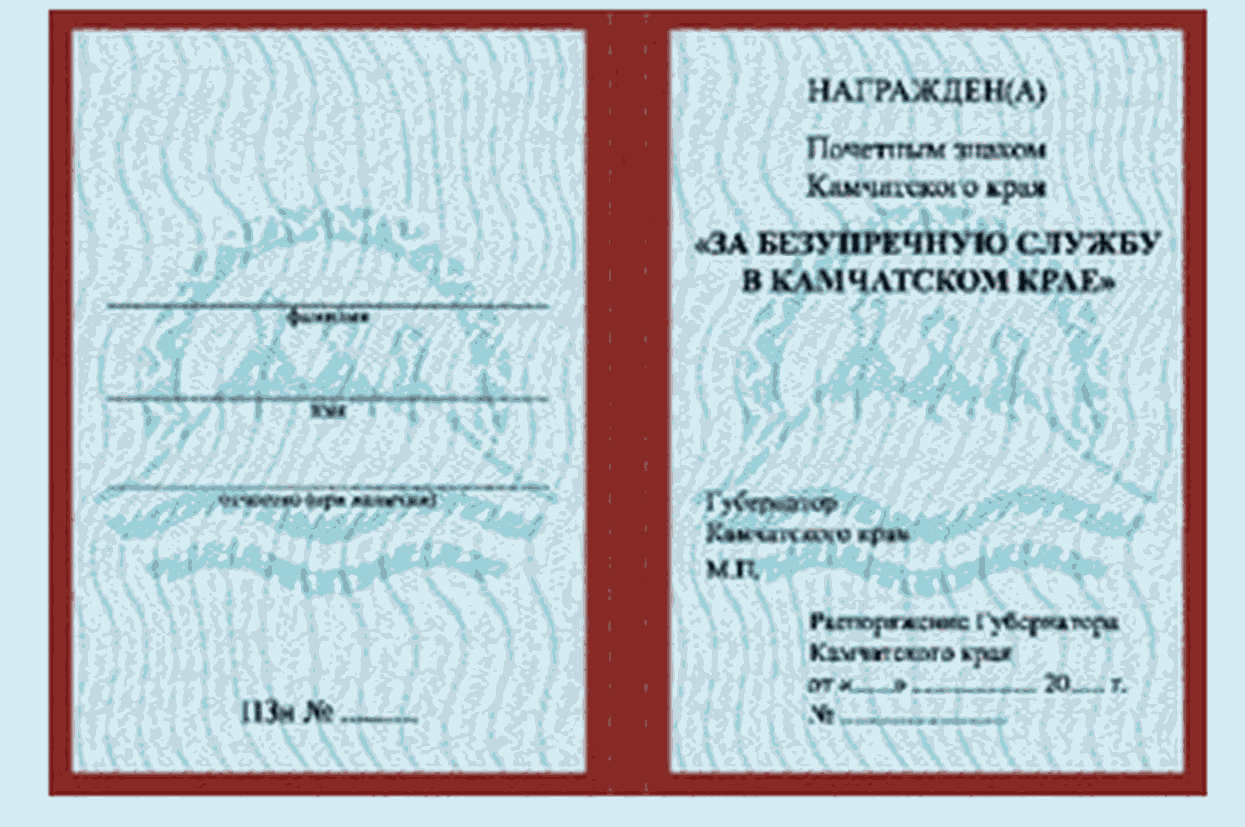 фамилия
имя
отчество (при наличии)
ПЗн № ........
НАГРАЖДЕН(А)
Почетным знаком
Камчатского края
«ЗА БЕЗУПРЕЧНУЮ СЛУЖБУ
В КАМЧАТСКОМ КРАЕ»
Губернатор
Камчатского края
М.П.
Распоряжение Губернатора
Камчатского края
от «.....» .............. 20.... г.
№ ..................